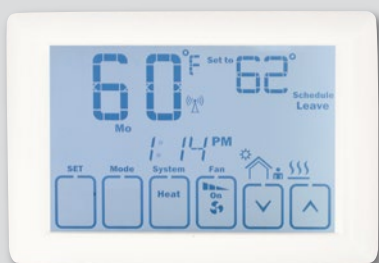 60°F Set to 62°
Schedule
Leave
Mo
1:14 PM
SET Mode System Fan
Heat On